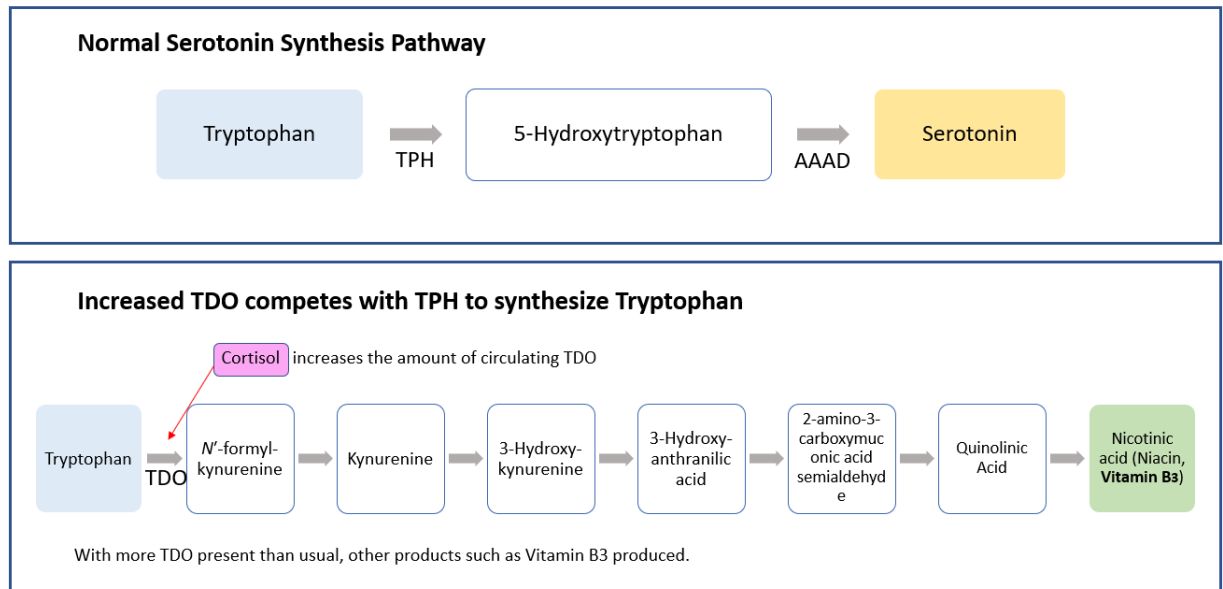 Normal Serotonin Synthesis Pathway
Tryptophan
TPH
5-Hydroxytryptophan
AAAD
Serotonin
Increased TDO competes with TPH to synthesize Tryptophan
Cortisol increases the amount of circulating TDO
Tryptophan
TDO
N′-formyl-
kynurenine
Kynurenine
3-Hydroxy-
kynurenine
3-Hydroxy-
anthranilic
acid
2-amino-3-
carboxymuc
onic acid
semialdehyd
e
Quinolinic
Acid
Nicotinic
acid (Niacin,
Vitamin B3)
With more TDO present than usual, other products such as Vitamin B3 produced.